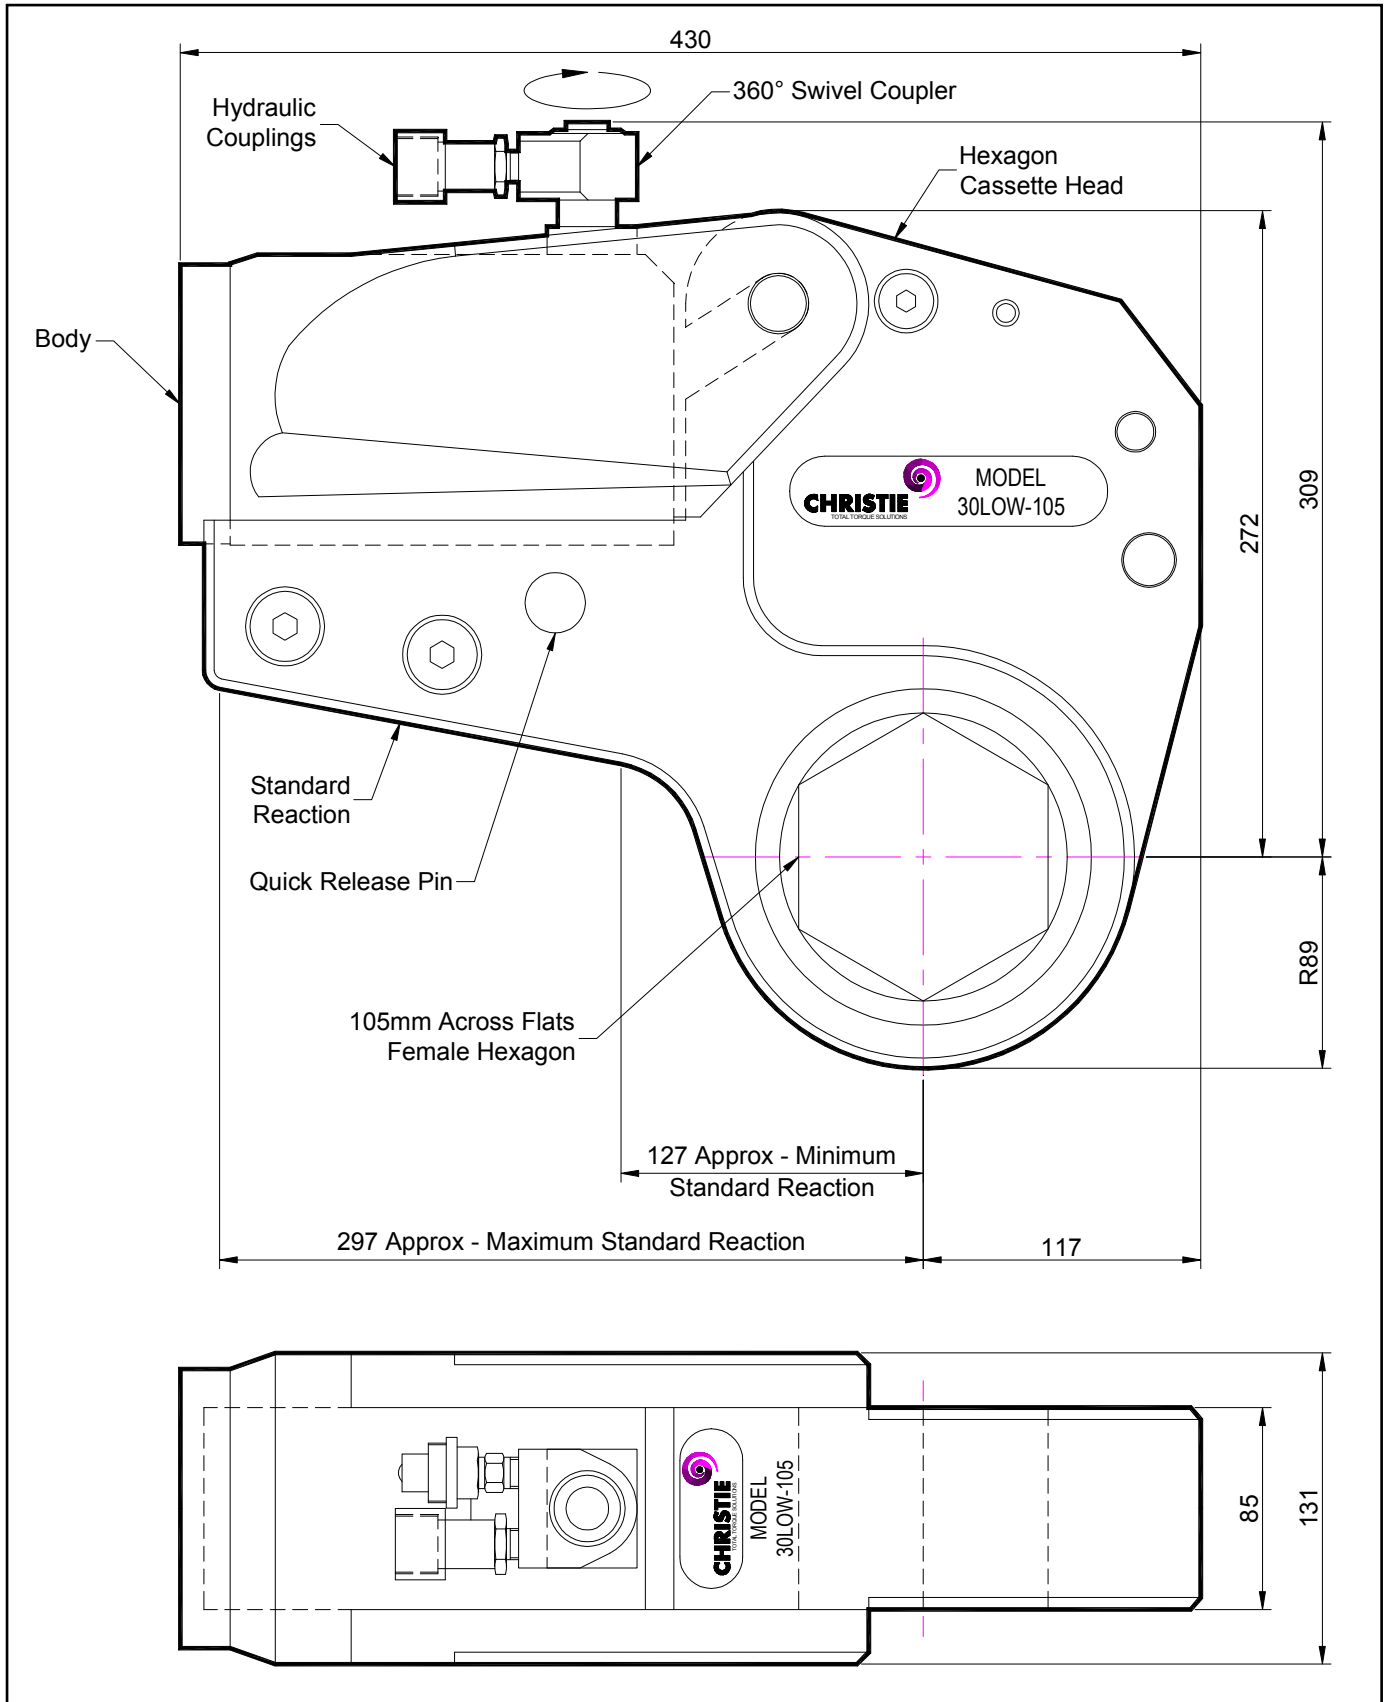 430
360° Swivel Coupler
Hydraulic
Couplings
Hexagon
Cassette Head
Body
CHRISTIE
TOTAL TORQUE SOLUTIONS
MODEL
30LOW-105
309
272
Standard
Reaction
Quick Release Pin
R89
105mm Across Flats
Female Hexagon
127 Approx - Minimum
Standard Reaction
297 Approx - Maximum Standard Reaction
117
CHRISTIE
TOTAL TORQUE SOLUTIONS
MODEL
30LOW-105
85
131